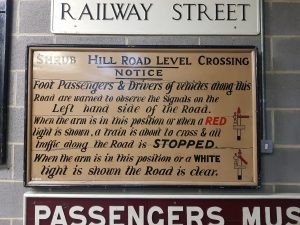 RAILWAY STREET
SHRUB HILL ROAD LEVEL CROSSING
NOTICE
Foot Passengers & Drivers of vehicles along this
Road are warned to observe the Signals on the
Left hand side of the Road.
When the arm is in this position or when a RED
light is shown, a train is about to cross & all
traffic along the Road is STOPPED.
When the arm is in this position or a WHITE
light is shown the Road is clear.
PASSENGERS MUS